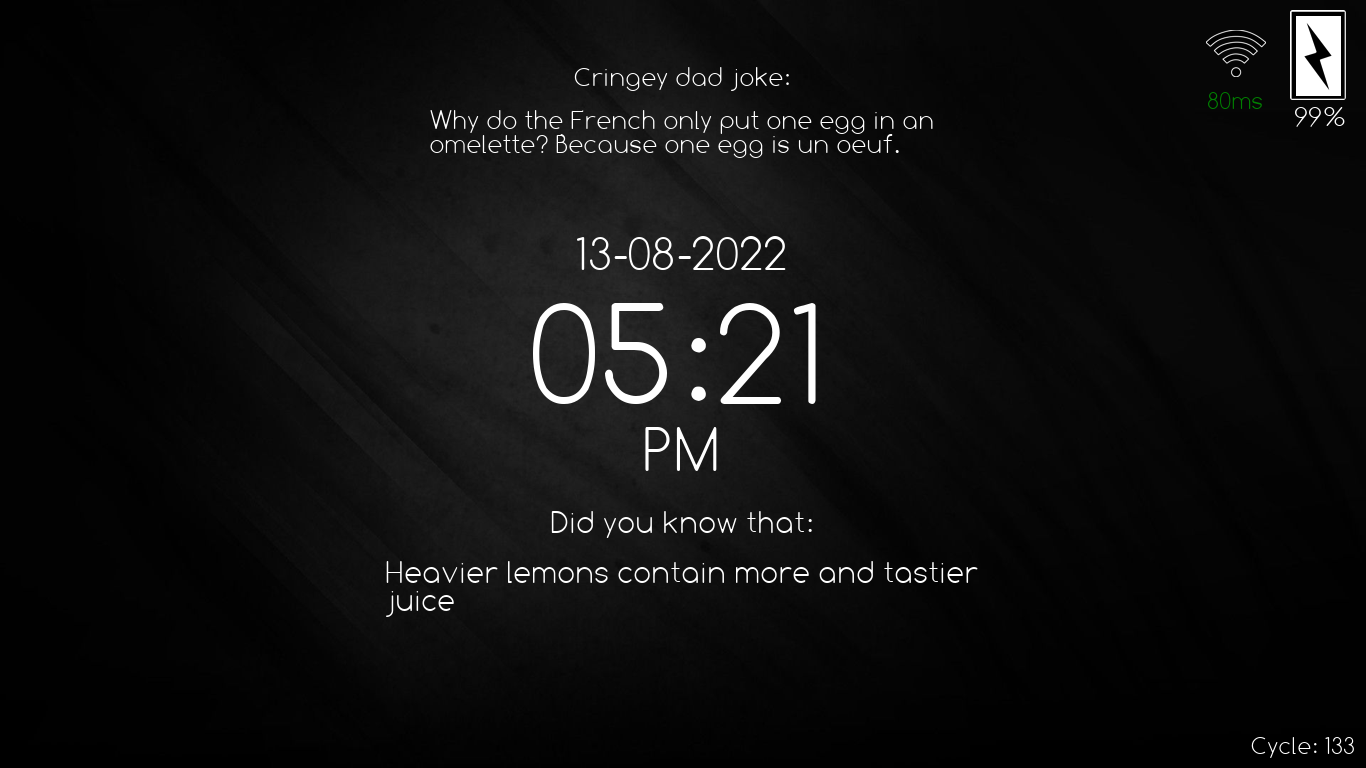 Cringey dad joke:
Why do the French only put one egg in an
omelette? Because one egg is un oeuf.
80ms
99%
13-08-2022
05:21
PM
Did you know that:
Heavier lemons contain more and tastier
juice
Cycle: 133